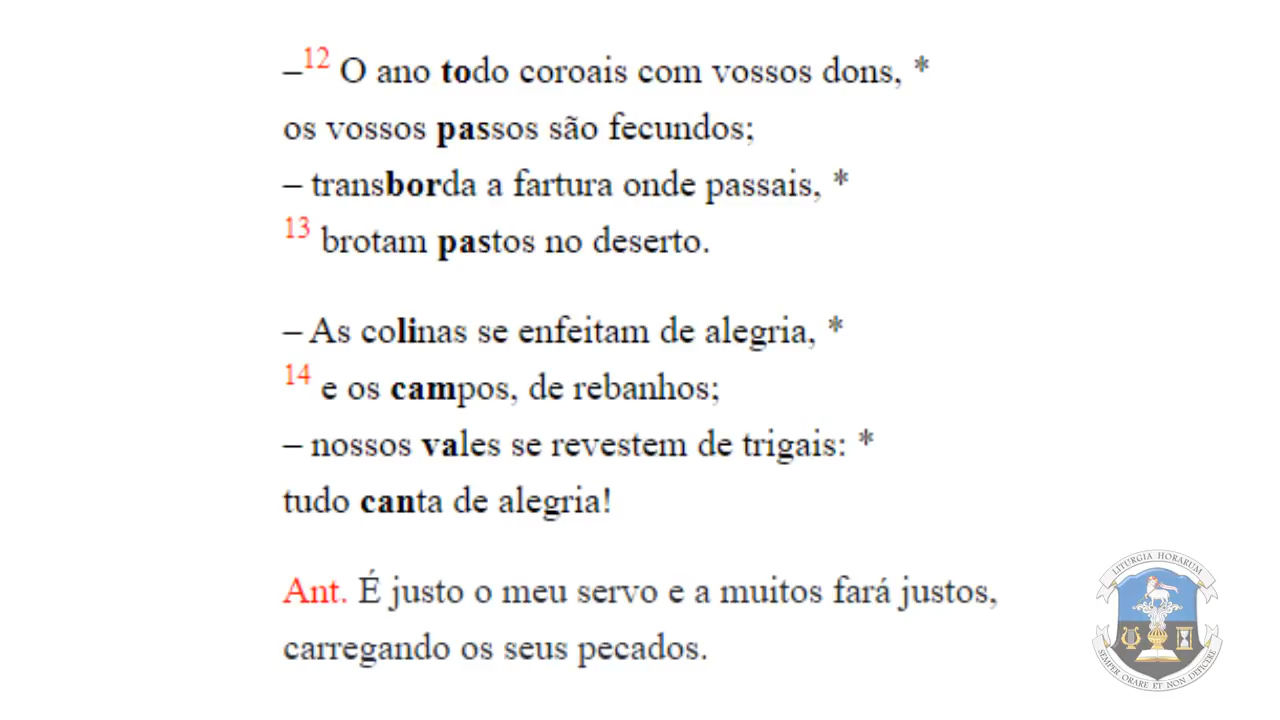 –12 O ano todo coroais com vossos dons, *
os vossos passos são fecundos;
– transborda a fartura onde passais, *
13 brotam pastos no deserto.
– As colinas se enfeitam de alegria, *
14 e os campos, de rebanhos;
– nossos vales se revestem de trigais: *
tudo canta de alegria!
Ant. É justo o meu servo e a muitos fará justos,
carregando os seus pecados.
LITURGIA HORARUM
SEMPER ORARE ET NON DEFICERE